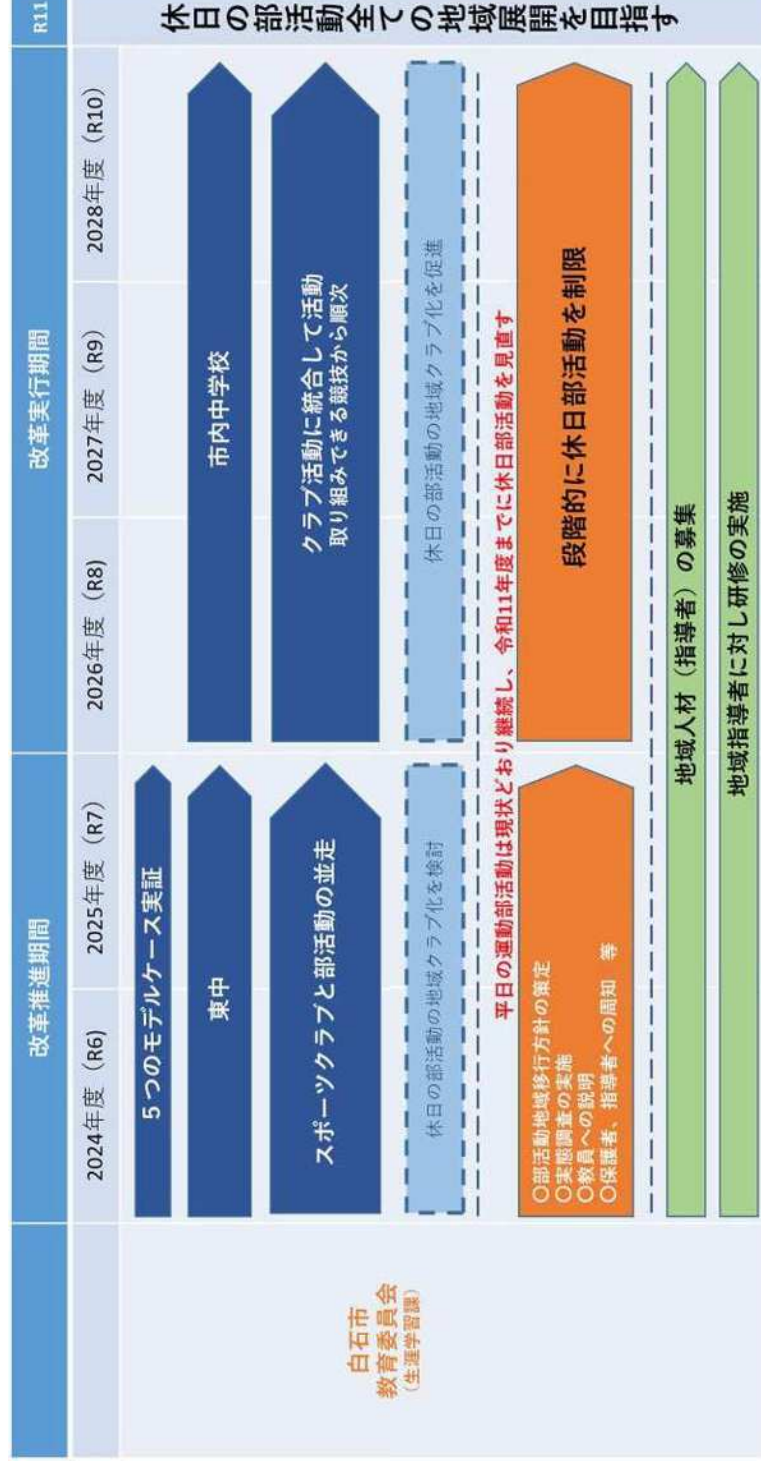 改革推進期間
改革実行期間
R11
2024年度（R6）
2025年度（R7）
2026年度（R8）
2027年度（R9）
2028年度（R10）
白石市
教育委員会
（生涯学習課）
５つのモデルケース実証
東中
市内中学校
スポーツクラブと部活動の並走
クラブ活動に統合して活動
取り組みできる競技から順次
休日の部活動の地域クラブ化を検討
休日の部活動の地域クラブ化を促進
平日の運動部活動は現状どおり継続し、令和11年度までに休日部活動を見直す
○部活動地域移行方針の策定
○実態調査の実施
○教員への説明
○保護者、指導者への周知　等
段階的に休日部活動を制限
地域人材（指導者）の募集
地域指導者に対し研修の実施
休日の部活動全ての地域展開を目指す